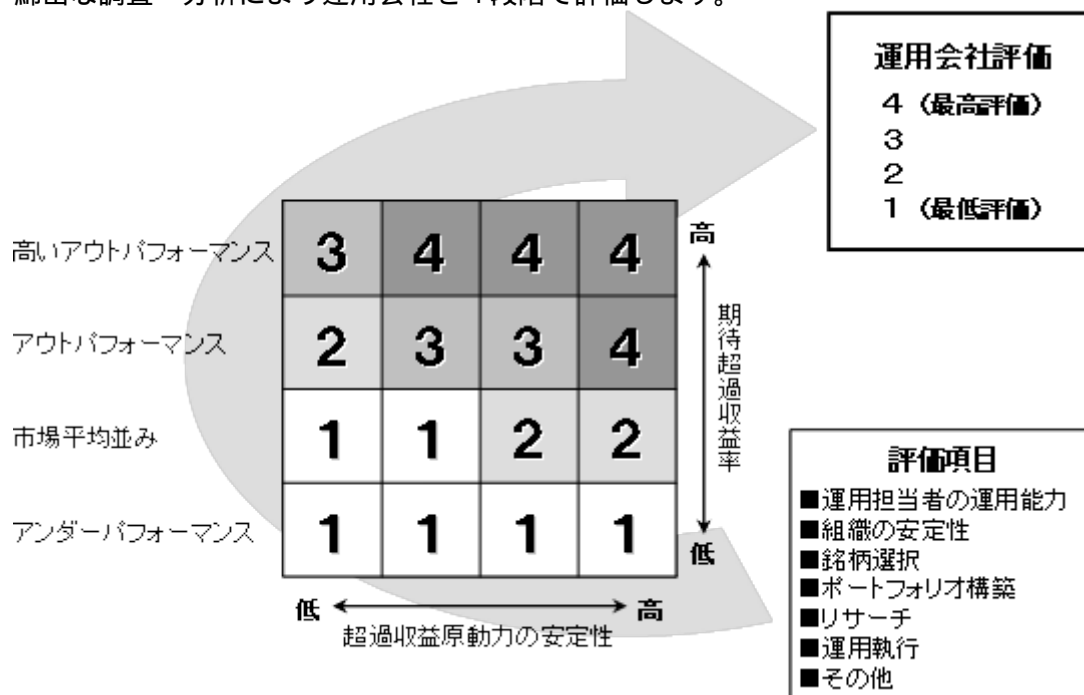 運用会社評価
4（最高評価）
3
2
1（最低評価）
高いアウトパフォーマンス 3 4 4 4
アウトパフォーマンス 2 3 3 4
市場平均並み 1 1 2 2
アンダーパフォーマンス 1 1 1 1
高
期待超過収益率
低
低 高
超過収益原動力の安定性
評価項目
■運用担当者の運用能力
■組織の安定性
■銘柄選択
■ポートフォリオ構築
■リサーチ
■運用執行
■その他